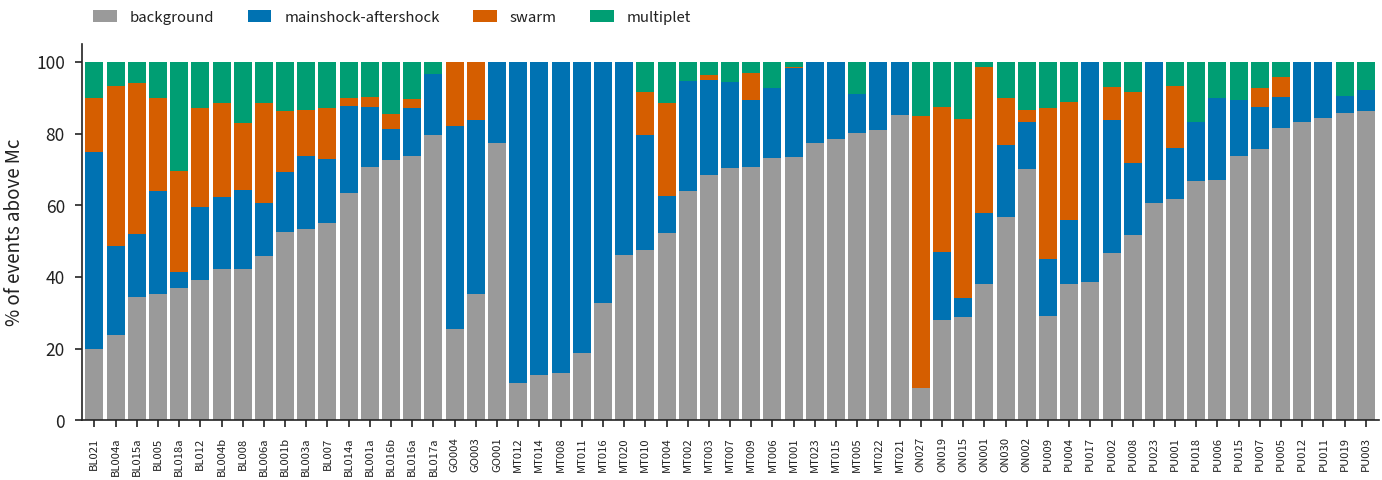 background mainshock-aftershock swarm multiplet
% of events above Mc
100
80
60
40
20
0
BL021 BL004a BL015a BL005 BL018a BL012 BL004b BL008 BL006a BL001b BL003a BL007 BL014a BL001a BL016b BL016a BL017a GO004 GO003 GO001 MT012 MT014 MT008 MT011 MT016 MT020 MT010 MT004 MT002 MT003 MT007 MT009 MT006 MT001 MT023 MT015 MT005 MT022 MT021 ON027 ON019 ON015 ON001 ON030 ON002 PU009 PU004 PU017 PU002 PU008 PU023 PU001 PU018 PU006 PU015 PU007 PU005 PU012 PU011 PU019 PU003